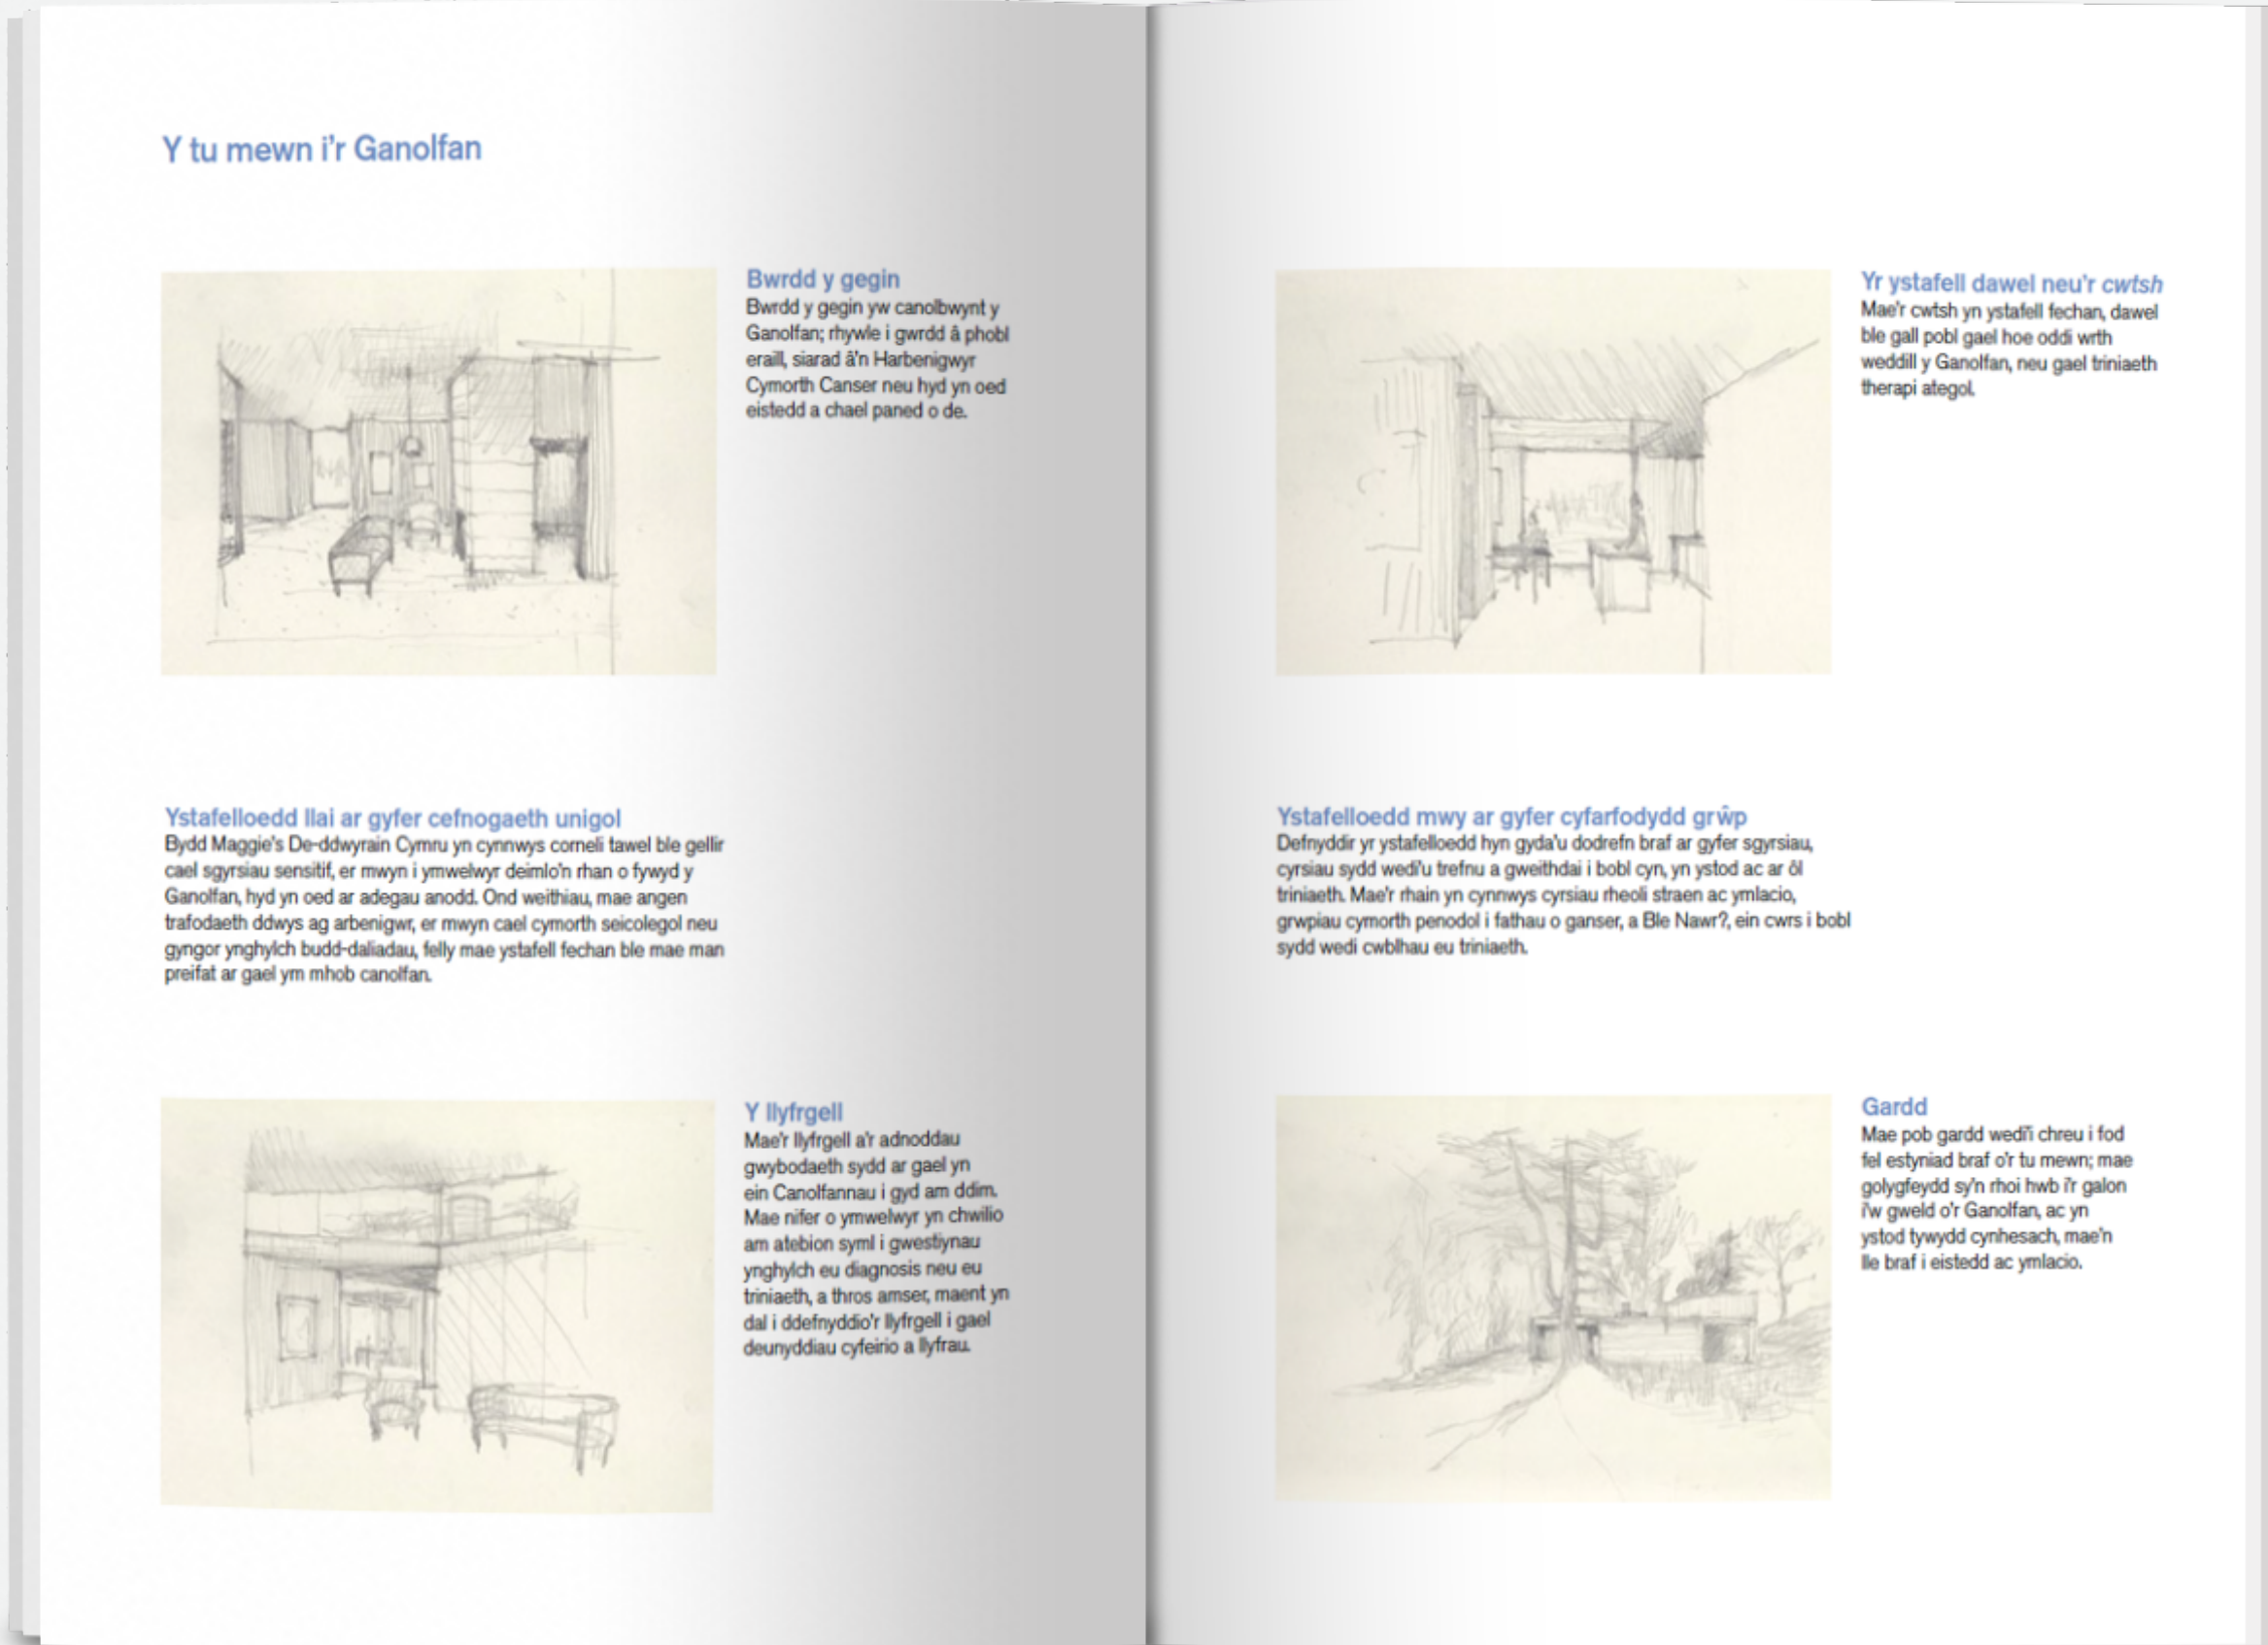 Y tu mewn i'r Ganolfan
Bwrdd y gegin
Bwrdd y gegin yw canolbwynt y
Ganolfan; rhywle i gwrdd â phobl
eraill, siarad â'n Harbenigwyr
Cymorth Canser neu hyd yn oed
eistedd a chael paned o de.
Ystafelloedd llai ar gyfer cefnogaeth unigol
Bydd Maggie's De-ddwyrain Cymru yn cynnwys corneli tawel ble gellir
cael sgyrsiau sensitif, er mwyn i ymwelwyr deimlo'n rhan o fywyd y
Ganolfan, hyd yn oed ar adegau anodd. Ond weithiau, mae angen
trafodaeth ddwys ag arbenigwr, er mwyn cael cymorth seicolegol neu
gyngor ynghylch budd-daliadau, felly mae ystafell fechan ble mae man
preifat ar gael ym mhob canolfan.
Y llyfrgell
Mae'r llyfrgell a'r adnoddau
gwybodaeth sydd ar gael yn
ein Canolfannau i gyd am ddim.
Mae nifer o ymwelwyr yn chwilio
am atebion syml i gwestiynau
ynghylch eu diagnosis neu eu
triniaeth, a thros amser, maent yn
dal i ddefnyddio'r llyfrgell i gael
deunyddiau cyfeirio a llyfrau.
Yr ystafell dawel neu'r cwtsh
Mae'r cwtsh yn ystafell fechan, dawel
ble gall pobl gael hoe oddi wrth
weddill y Ganolfan, neu gael triniaeth
therapi ategol.
Ystafelloedd mwy ar gyfer cyfarfodydd grŵp
Defnyddir yr ystafelloedd hyn gyda'u dodrefn braf ar gyfer sgyrsiau,
cyrsiau sydd wedi'u trefnu a gweithdai i bobl cyn, yn ystod ac ar ôl
triniaeth. Mae'r rhain yn cynnwys cyrsiau rheoli straen ac ymlacio,
grwpiau cymorth penodol i fathau o ganser, a Ble Nawr?, ein cwrs i bobl
sydd wedi cwblhau eu triniaeth.
Gardd
Mae pob gardd wedi'i chreu i fod
fel estyniad braf o'r tu mewn; mae
golygfeydd sy'n rhoi hwb i'r galon
i'w gweld o'r Ganolfan, ac yn
ystod tywydd cynhesach, mae'n
lle braf i eistedd ac ymlacio.